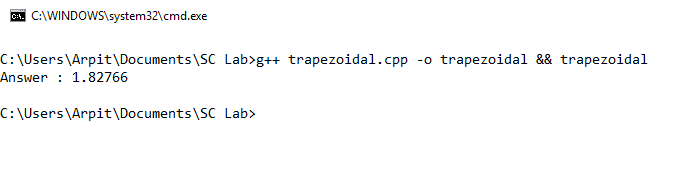 C:\WINDOWS\system32\cmd.exe
C:\Users\Arpit\Documents\SC Lab>g++ trapezoidal.cpp -o trapezoidal && trapezoidal
Answer : 1.82766
C:\Users\Arpit\Documents\SC Lab>